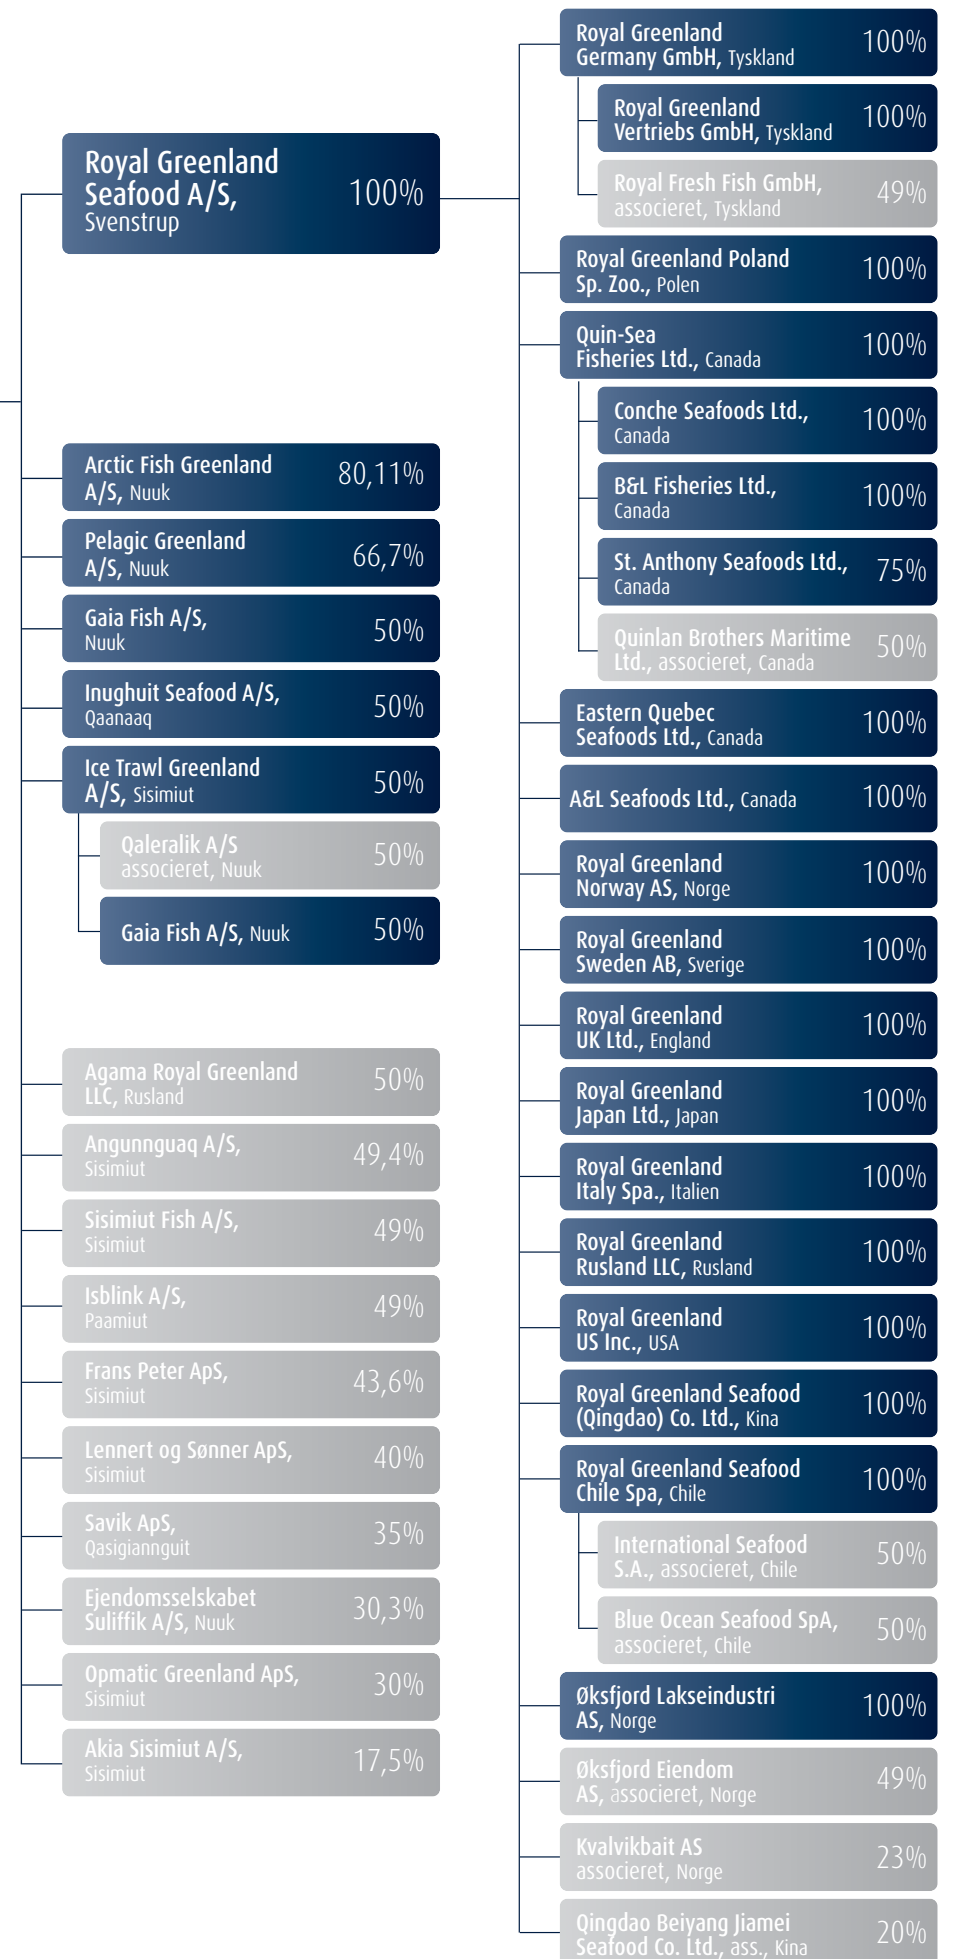 Royal Greenland
Seafood A/S,
Svenstrup
100%
Arctic Fish Greenland
A/S, Nuuk
80,11%
Pelagic Greenland
A/S, Nuuk
66,7%
Gaia Fish A/S,
Nuuk
50%
Inughuit Seafood A/S,
Qaanaaq
50%
Ice Trawl Greenland
A/S, Sisimiut
50%
Qaleralik A/S
associeret, Nuuk
50%
Gaia Fish A/S, Nuuk
50%
Agama Royal Greenland
LLC, Rusland
50%
Angunnguaq A/S,
Sisimiut
49,4%
Sisimiut Fish A/S,
Sisimiut
49%
Isblink A/S,
Paamiut
49%
Frans Peter ApS,
Sisimiut
43,6%
Lennert og Sønner ApS,
Sisimiut
40%
Savik ApS,
Qasigiannguit
35%
Ejendomsselskabet
Suliffik A/S, Nuuk
30,3%
Opmatic Greenland ApS,
Sisimiut
30%
Akia Sisimiut A/S,
Sisimiut
17,5%
Royal Greenland
Germany GmbH, Tyskland
100%
Royal Greenland
Vertriebs GmbH, Tyskland
100%
Royal Fresh Fish GmbH,
associeret, Tyskland
49%
Royal Greenland Poland
Sp. Zoo., Polen
100%
Quin-Sea
Fisheries Ltd., Canada
100%
Conche Seafoods Ltd.,
Canada
100%
B&L Fisheries Ltd.,
Canada
100%
St. Anthony Seafoods Ltd.,
Canada
75%
Quinlan Brothers Maritime
Ltd., associeret, Canada
50%
Eastern Quebec
Seafoods Ltd., Canada
100%
A&L Seafoods Ltd., Canada
100%
Royal Greenland
Norway AS, Norge
100%
Royal Greenland
Sweden AB, Sverige
100%
Royal Greenland
UK Ltd., England
100%
Royal Greenland
Japan Ltd., Japan
100%
Royal Greenland
Italy Spa., Italien
100%
Royal Greenland
Rusland LLC, Rusland
100%
Royal Greenland
US Inc., USA
100%
Royal Greenland Seafood
(Qingdao) Co. Ltd., Kina
100%
Royal Greenland Seafood
Chile Spa, Chile
100%
International Seafood
S.A., associeret, Chile
50%
Blue Ocean Seafood SpA,
associeret, Chile
50%
Øksfjord Lakseindustri
AS, Norge
100%
Øksfjord Eiendom
AS, associeret, Norge
49%
Kvalvikbait AS
associeret, Norge
23%
Qingdao Beiyang Jiamei
Seafood Co. Ltd., ass., Kina
20%